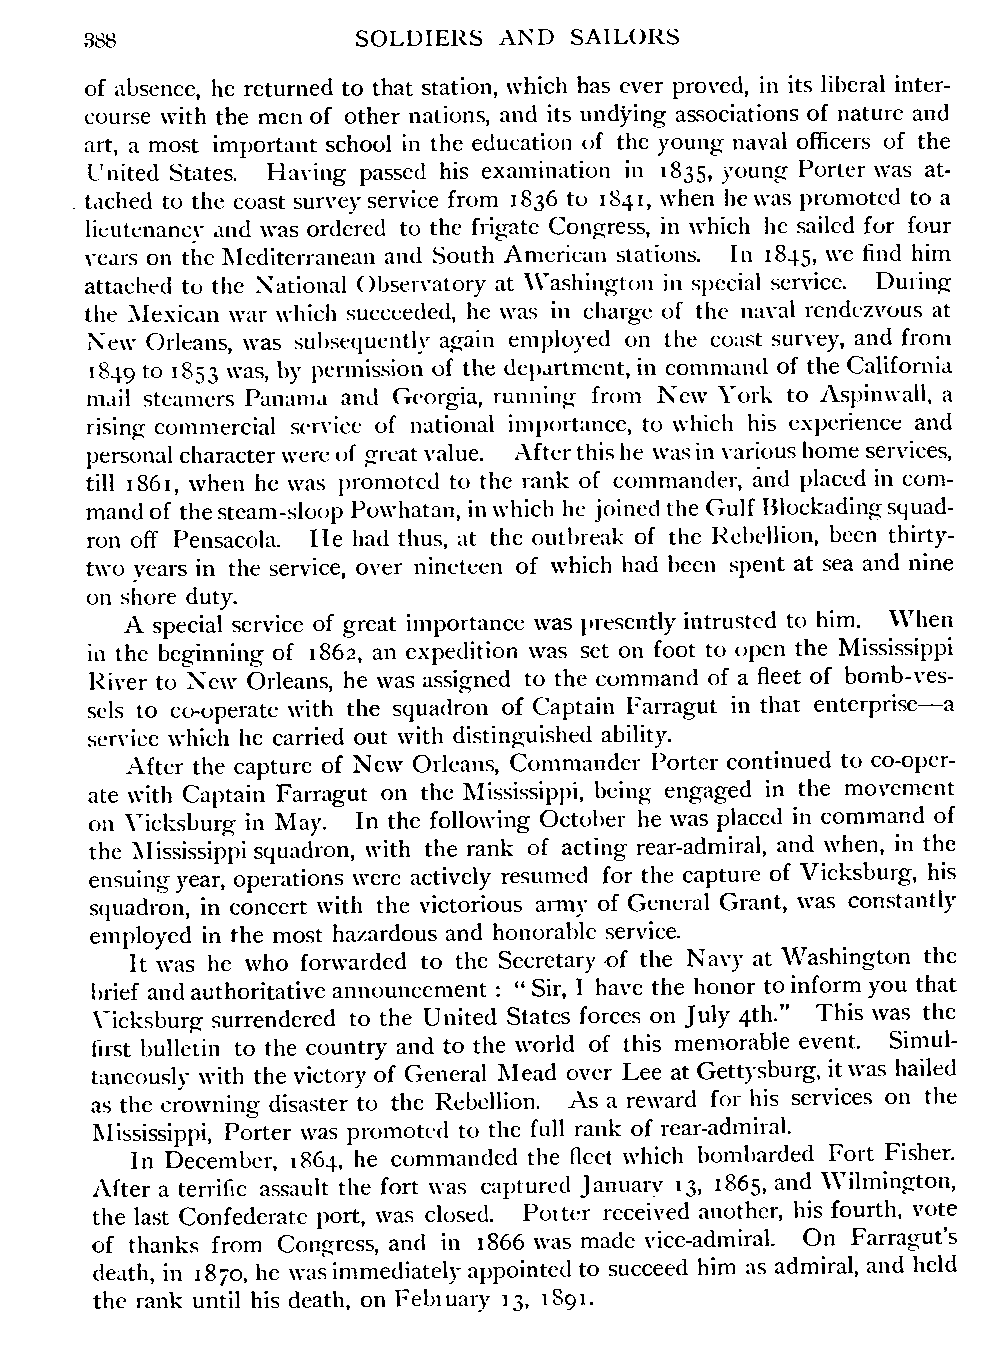 388 SOLDIERS AND SAILORS
of absence, he returned to that station, which has ever proved, in its liberal inter-
course with the men of other nations, and its undying associations of nature and
art, a most important school in the education of the young naval officers of the
United States. Having passed his examination in 1835, young Porter was at-
tached to the coast survey service from 1836 to 1841, when he was promoted to a
lieutenancy and was ordered to the frigate Congress, in which he sailed for four
years on the Mediterranean and South American stations. In 1845, we find him
attached to the National Observatory at Washington in special service. During
the Mexican war which succeeded, he was in charge of the naval rendezvous at
New Orleans, was subsequently again employed on the coast survey, and from
1849 to 1853 was, by permission of the department, in command of the California
mail steamers Panama and Georgia, running from New York to Aspinwall, a
rising commercial service of national importance, to which his experience and
personal character were of great value. After this he was in various home services,
till 1861, when he was promoted to the rank of commander, and placed in com-
mand of the steam-sloop Powhatan, in which he joined the Gulf Blockading squad-
ron off Pensacola. He had thus, at the outbreak of the Rebellion, been thirty-
two years in the service, over nineteen of which had been spent at sea and nine
on shore duty.
A special service of great importance was presently intrusted to him. When
in the beginning of 1862, an expedition was set on foot to open the Mississippi
River to New Orleans, he was assigned to the command of a fleet of bomb-ves-
sels to co-operate with the squadron of Captain Farragut in that enterprise—a
service which he carried out with distinguished ability.
After the capture of New Orleans, Commander Porter continued to co-oper-
ate with Captain Farragut on the Mississippi, being engaged in the movement
on Vicksburg in May. In the following October he was placed in command of
the Mississippi squadron, with the rank of acting rear-admiral, and when, in the
ensuing year, operations were actively resumed for the capture of Vicksburg, his
squadron, in concert with the victorious army of General Grant, was constantly
employed in the most hazardous and honorable service.
It was he who forwarded to the Secretary of the Navy at Washington the
brief and authoritative announcement : “ Sir, I have the honor to inform you that
Vicksburg surrendered to the United States forces on July 4th.” This was the
first bulletin to the country and to the world of this memorable event. Simul-
taneously with the victory of General Mead over Lee at Gettysburg, it was hailed
as the crowning disaster to the Rebellion. As a reward for his services on the
Mississippi, Porter was promoted to the full rank of rear-admiral.
In December, 1864, he commanded the fleet which bombarded Fort Fisher.
After a terrific assault the fort was captured January 13, 1865, and Wilmington,
the last Confederate port, was closed. Porter received another, his fourth, vote
of thanks from Congress, and in 1866 was made vice-admiral. On Farragut's
death, in 1870, he was immediately appointed to succeed him as admiral, and held
the rank until his death, on February 13, 1891.